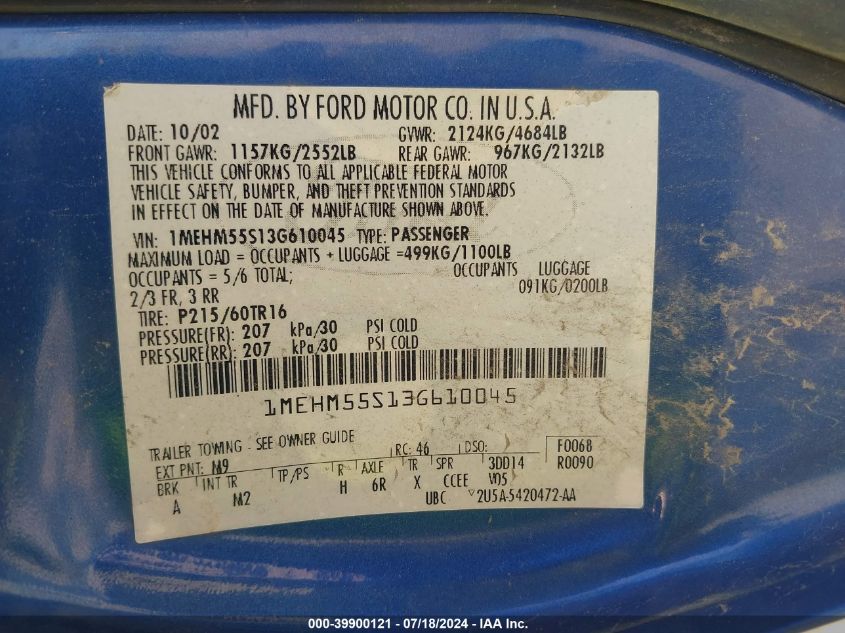 MFD. BY FORD MOTOR CO. IN U.S.A.
DATE: 10/02 GVWR: 2124KG/4684LB
FRONT GAWR: 1157KG/2552LB REAR GAWR: 967KG/2132LB
THIS VEHICLE CONFORMS TO ALL APPLICABLE FEDERAL MOTOR
VEHICLE SAFETY, BUMPER, AND THEFT PREVENTION STANDARDS
IN EFFECT ON THE DATE OF MANUFACTURE SHOWN ABOVE.
VIN: 1MEHM55S13G610045 TYPE: PASSENGER
MAXIMUM LOAD = OCCUPANTS + LUGGAGE =499KG/1100LB
OCCUPANTS = 5/6 TOTAL; OCCUPANTS LUGGAGE
2/3 FR, 3 RR 091KG/0200LB
TIRE: P215/60TR16
PRESSURE(FR): 207 kPa/30 PSI COLD
PRESSURE(RR): 207 kPa/30 PSI COLD
1MEHM55S13G610045
TRAILER TOWING - SEE OWNER GUIDE
EXT PNT: M9 RC: 46 DSO: F0068
BRK INT TR TP/PS R AXLE TR SPR 3DD14 R0090
A M2 H 6R X CCEE V05
UBC 2U5A-5420472-AA
000-39900121 - 07/18/2024 - IAA Inc.